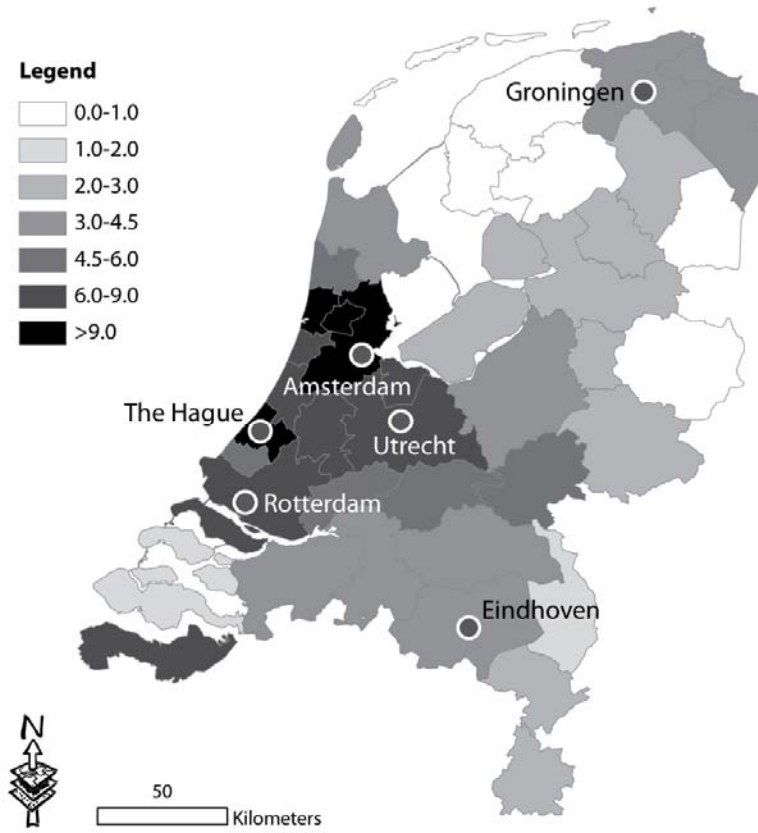 Legend
0.0-1.0
1.0-2.0
2.0-3.0
3.0-4.5
4.5-6.0
6.0-9.0
>9.0
Groningen
Amsterdam
The Hague
Utrecht
Rotterdam
Eindhoven
N
50
Kilometers